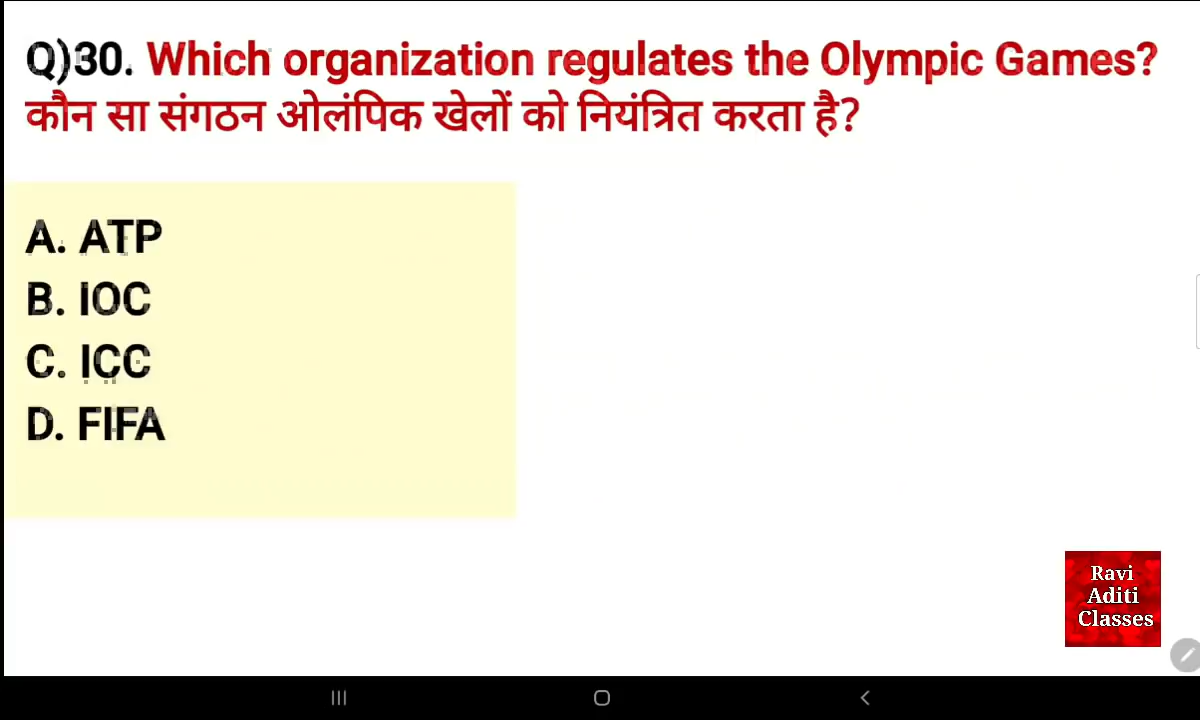 Q)30. Which organization regulates the Olympic Games?
कौन सा संगठन ओलंपिक खेलों को नियंत्रित करता है?
A. ATP
B. IOC
C. ICC
D. FIFA
Ravi
Aditi
Classes